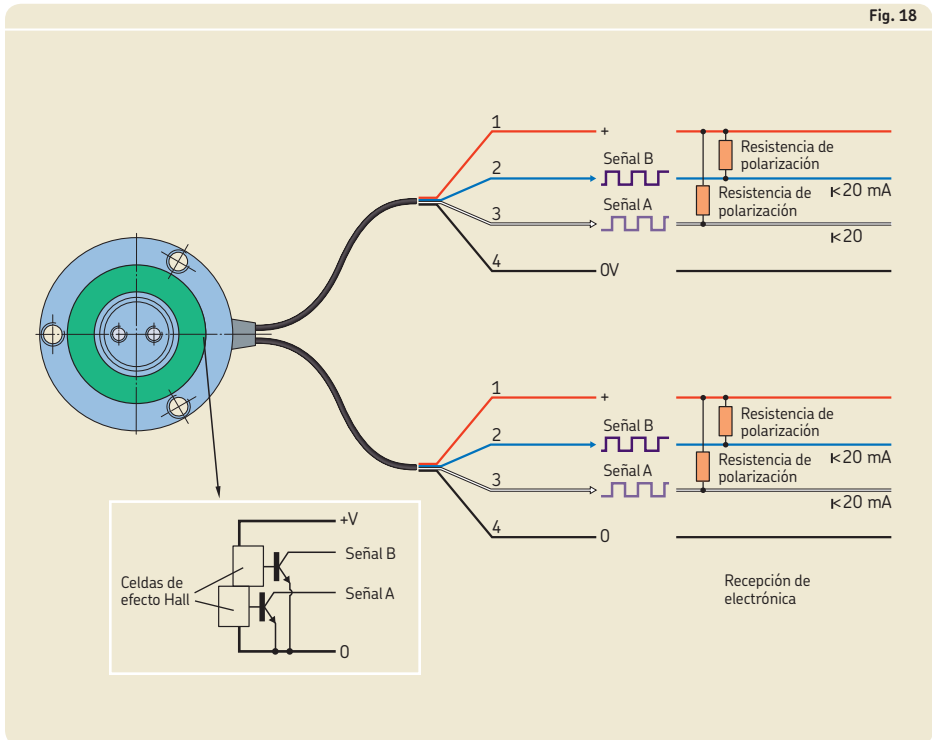 Fig. 18
1
+
Resistencia de
polarización
Señal B
2
I<20 mA
Resistencia de
polarización
Señal A
3
I<20
4
0V
1
+
Resistencia de
polarización
Señal B
2
I<20 mA
Resistencia de
polarización
Señal A
3
I<20 mA
4
0
Recepción de
electrónica
+V
Señal B
Celdas de
efecto Hall
Señal A
0